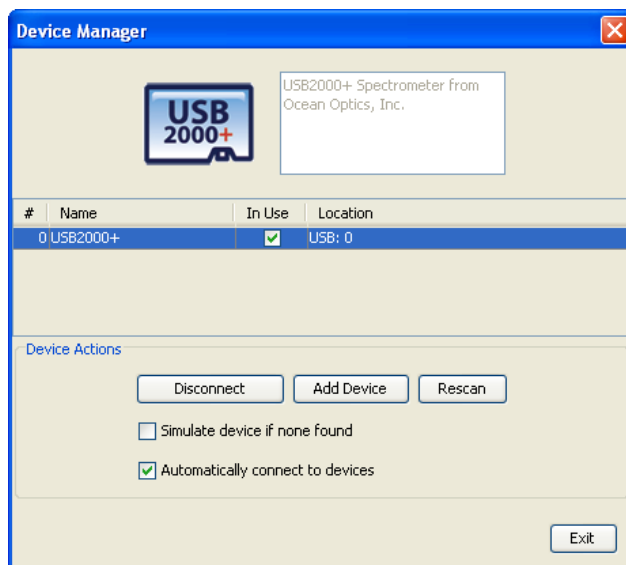 Device Manager
USB
2000+
USB2000+ Spectrometer from
Ocean Optics, Inc.
# Name In Use Location
0 USB2000+ USB: 0
Device Actions
Disconnect Add Device Rescan
Simulate device if none found
Automatically connect to devices
Exit